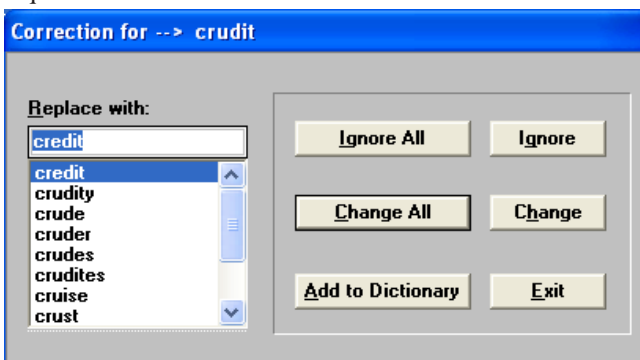 Correction for --> crudit
Replace with:
credit
credit
crudity
crude
cruder
crudes
crudites
cruise
crust
Ignore All
Ignore
Change All
Change
Add to Dictionary
Exit